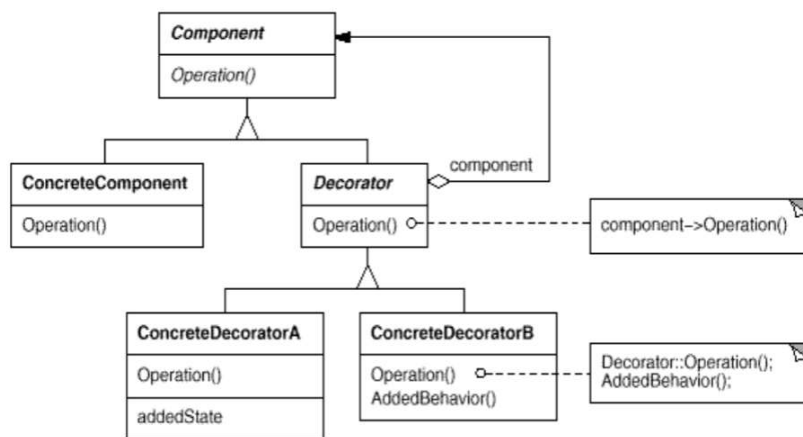 Component
Operation()
component
ConcreteComponent
Operation()
Decorator
Operation()
component->Operation()
ConcreteDecoratorA
Operation()
addedState
ConcreteDecoratorB
Operation()
AddedBehavior()
Decorator::Operation();
AddedBehavior();